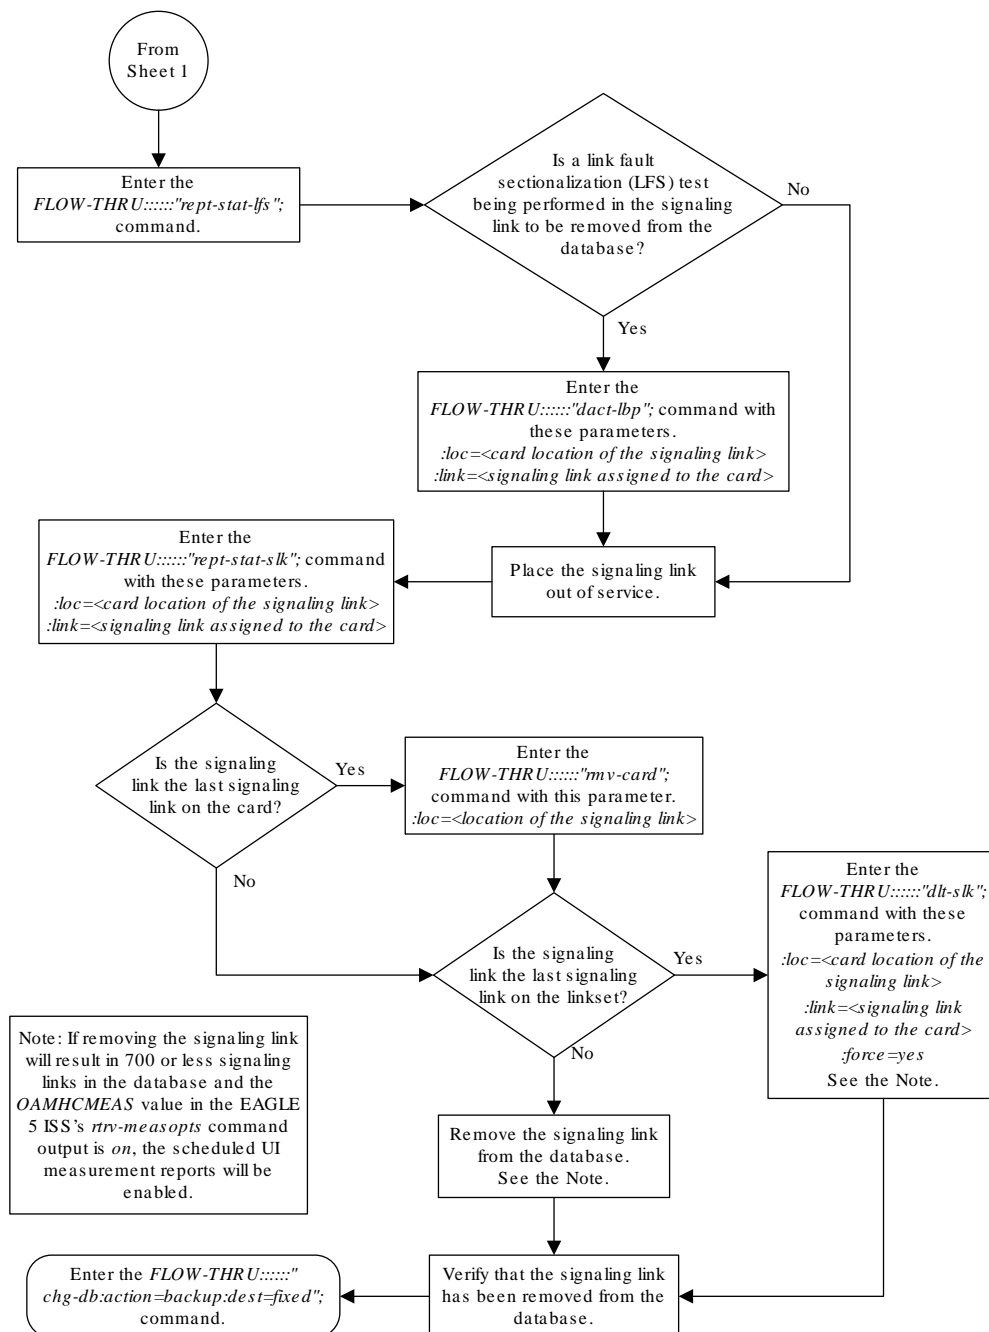 From
Sheet 1
Enter the
FLOW-THRU::::::"rept-stat-lfs";
command.
Is a link fault
sectionalization (LFS) test
being performed in the signaling
link to be removed from the
database?
No
Yes
Enter the
FLOW-THRU::::::"dact-lbp"; command with
these parameters.
:loc=<card location of the signaling link>
:link=<signaling link assigned to the card>
Place the signaling link
out of service.
Enter the
FLOW-THRU::::::"rept-stat-slk"; command
with these parameters.
:loc=<card location of the signaling link>
:link=<signaling link assigned to the card>
Is the signaling
link the last signaling
link on the card?
Yes
No
Enter the
FLOW-THRU::::::"rmv-card";
command with this parameter.
:loc=<location of the signaling link>
Is the signaling
link the last signaling
link on the linkset?
Yes
No
Enter the
FLOW-THRU::::::"dlt-slk";
command with these
parameters.
:loc=<card location of the
signaling link>
:link=<signaling link
assigned to the card>
:force=yes
See the Note.
Note: If removing the signaling link
will result in 700 or less signaling
links in the database and the
OAMHCMEAS value in the EAGLE
5 ISS's rtrv-measopts command
output is on, the scheduled UI
measurement reports will be
enabled.
Remove the signaling link
from the database.
See the Note.
Verify that the signaling link
has been removed from the
database.
Enter the FLOW-THRU::::::"
chg-db:action=backup:dest=fixed";
command.